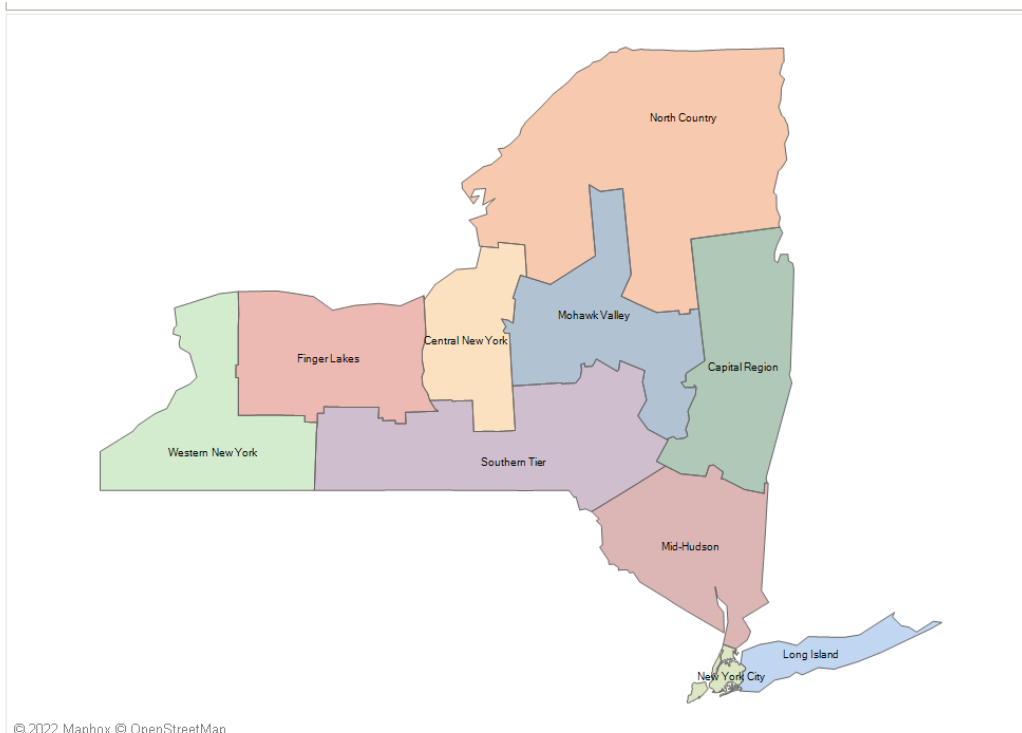 North Country
Mohawk Valley
Central New York
Finger Lakes
Capital Region
Western New York
Southern Tier
Mid-Hudson
Long Island
New York City
© 2022 Mapbox © OpenStreetMap